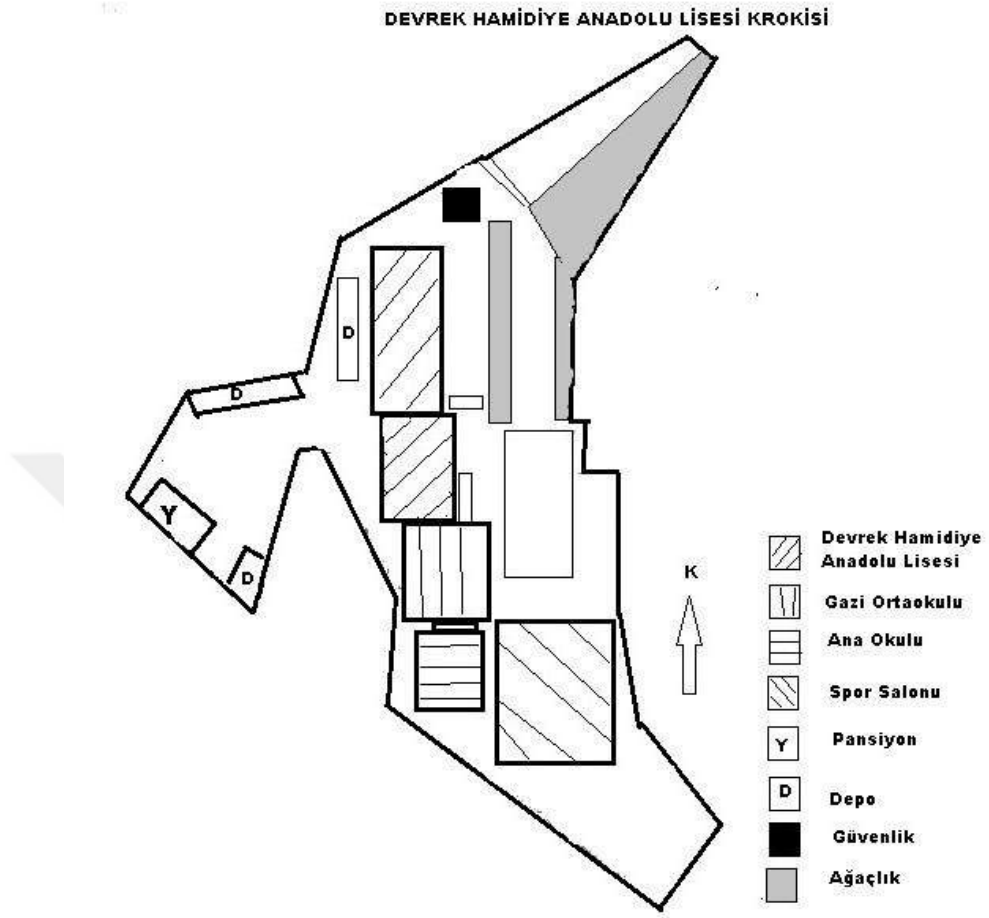 DEVREK HAMİDİYE ANADOLU LİSESİ KROKİSİ
D
D
Y
D
K
Devrek Hamidiye
Anadolu Lisesi
Gazi Ortaokulu
Ana Okulu
Spor Salonu
Y
Pansiyon
D
Depo
Güvenlik
Ağaçlık